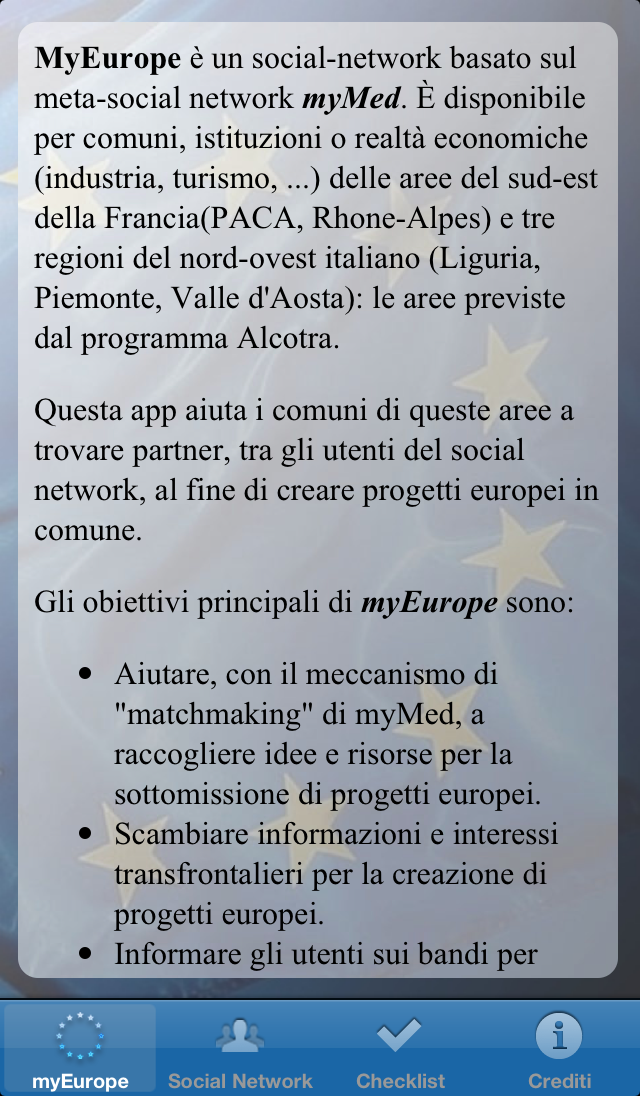 MyEurope è un social-network basato sul
meta-social network myMed. È disponibile
per comuni, istituzioni o realtà economiche
(industria, turismo, ...) delle aree del sud-est
della Francia(PACA, Rhone-Alpes) e tre
regioni del nord-ovest italiano (Liguria,
Piemonte, Valle d'Aosta): le aree previste
dal programma Alcotra.
Questa app aiuta i comuni di queste aree a
trovare partner, tra gli utenti del social
network, al fine di creare progetti europei in
comune.
Gli obiettivi principali di myEurope sono:
• Aiutare, con il meccanismo di
"matchmaking" di myMed, a
raccogliere idee e risorse per la
sottomissione di progetti europei.
• Scambiare informazioni e interessi
transfrontalieri per la creazione di
progetti europei.
• Informare gli utenti sui bandi per
myEurope Social Network Checklist Crediti